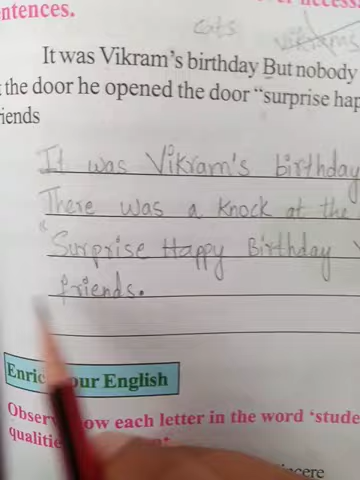 ntences.
cats
Vikrams
It was Vikram's birthday But nobody
the door he opened the door "surprise hap
iends
It was Vikram's birthday
There was a knock at the
"Surprise Happy Birthday V
friends.
Enric our English
Observ ow each letter in the word 'stude
qualiti
incere